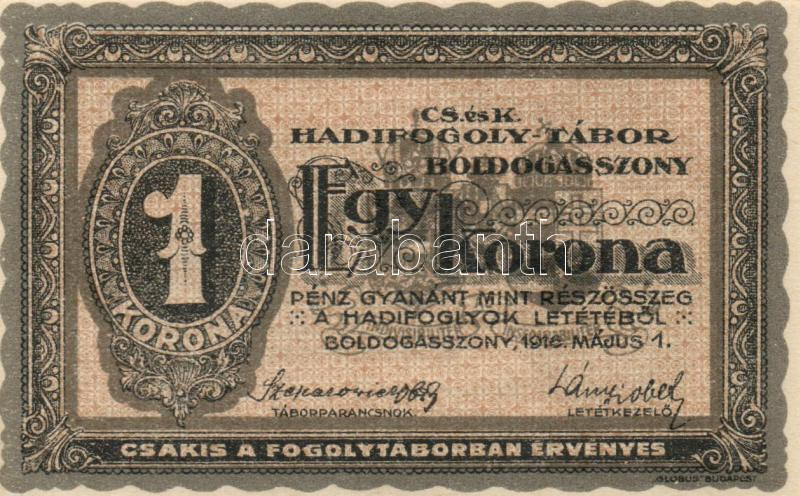 CS. és K.
HADIFOGOLY-TÁBOR
BOLDOGASSZONY
Egy
korona
1
KORONA
PÉNZ GYANÁNT MINT RÉSZÖSSZEG
A HADIFOGLYOK LETÉTÉBŐL
BOLDOGASSZONY, 1916. MÁJUS 1.
TÁBORPARANCSNOK.
LETÉTKEZELŐ
CSAKIS A FOGOLYTÁBORBAN ÉRVÉNYES
"GLOBUS" BUDAPEST
darabanth.com